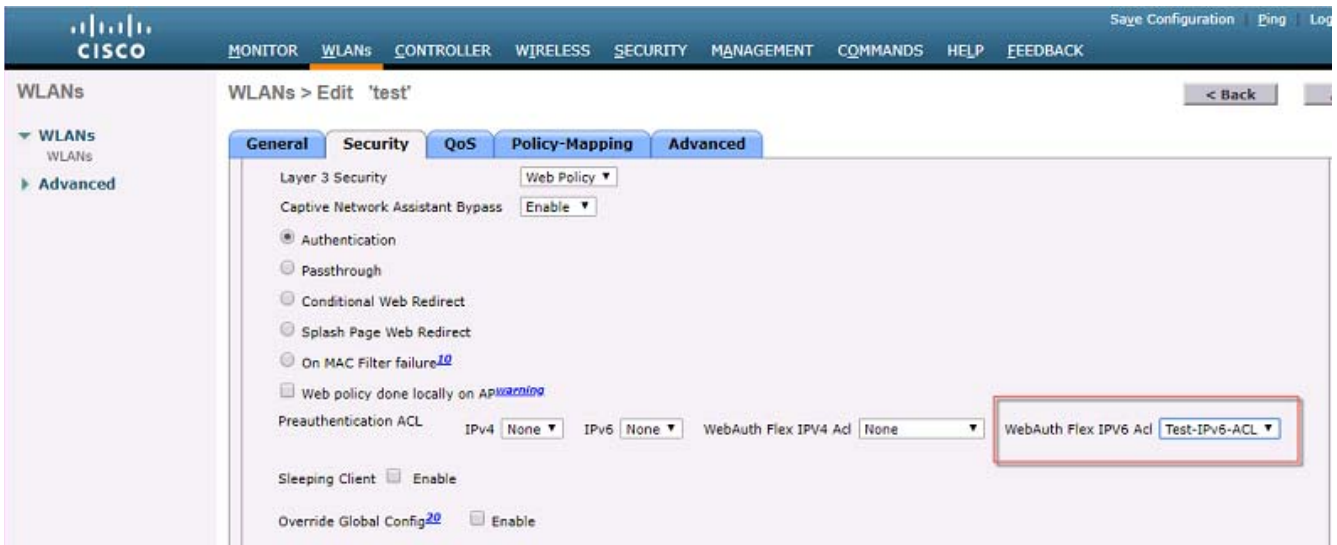 Save Configuration Ping Log
CISCO MONITOR WLANs CONTROLLER WIRELESS SECURITY MANAGEMENT COMMANDS HELP FEEDBACK
WLANs
WLANs > Edit 'test'
< Back
WLANs
WLANs
Advanced
General Security QoS Policy-Mapping Advanced
Layer 3 Security Web Policy
Captive Network Assistant Bypass Enable
Authentication
Passthrough
Conditional Web Redirect
Splash Page Web Redirect
On MAC Filter failure10
Web policy done locally on APwarning
Preauthentication ACL IPv4 None IPv6 None WebAuth Flex IPV4 Acl None WebAuth Flex IPV6 Acl Test-IPv6-ACL
Sleeping Client Enable
Override Global Config20 Enable